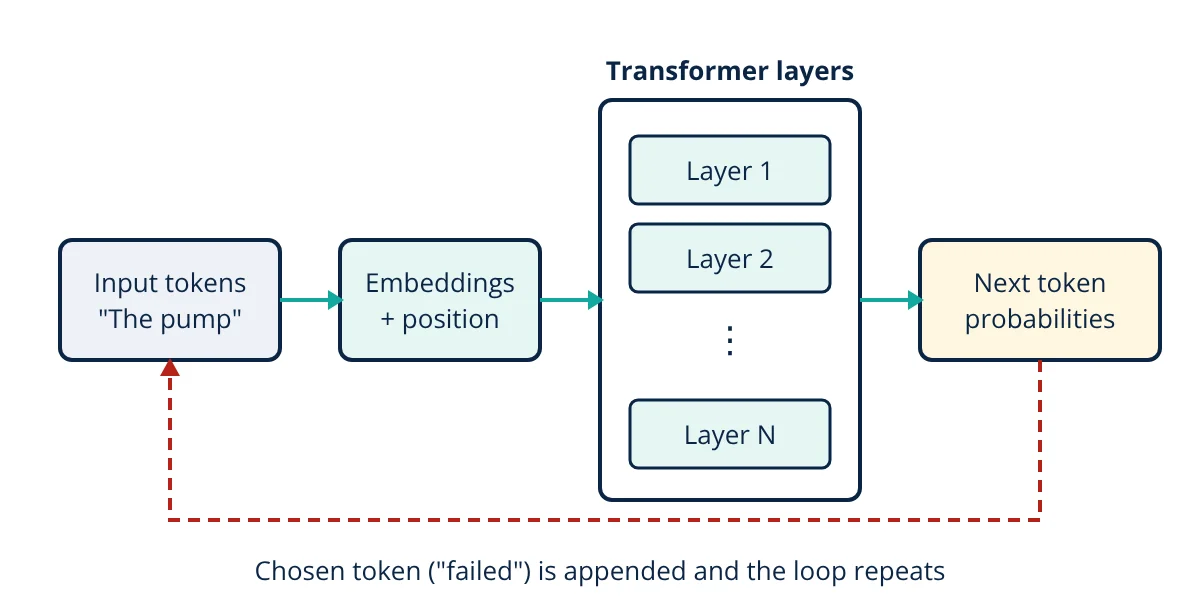 Transformer layers
Layer 1
Layer 2
⋮
Layer N
Input tokens
"The pump"
Embeddings
+ position
Next token
probabilities
Chosen token ("failed") is appended and the loop repeats